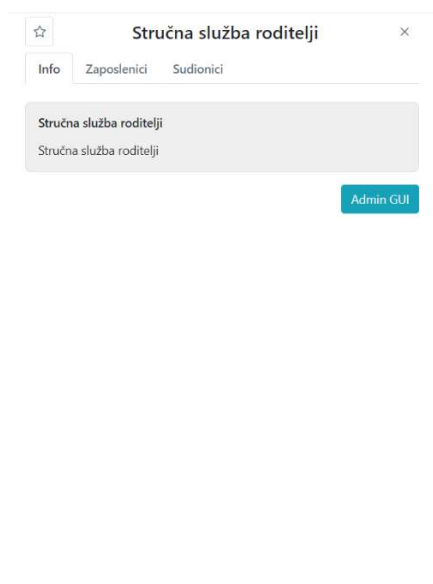 Stručna služba roditelji
Info Zaposlenici Sudionici
Stručna služba roditelji
Stručna služba roditelji
Admin GUI